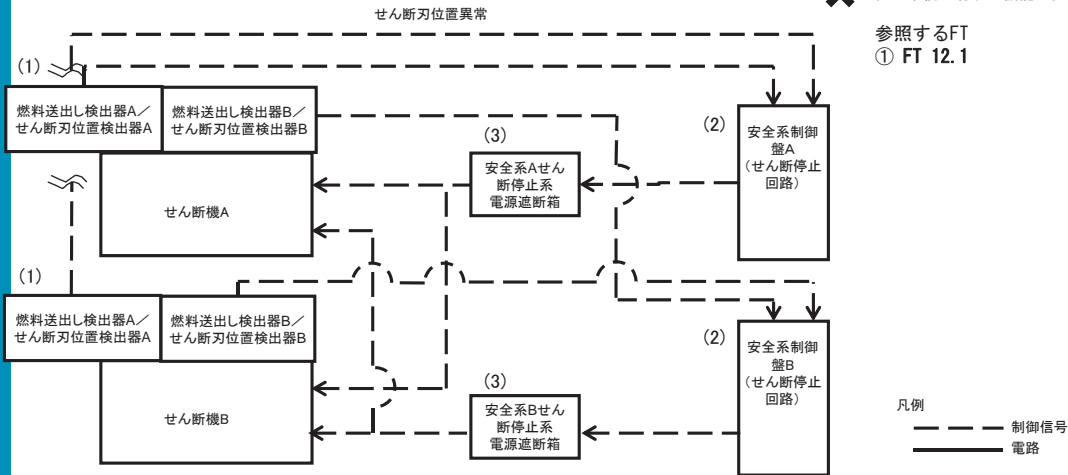 せん断刃位置異常
参照するFT
① FT 12.1
(1)
燃料送出し検出器A／
せん断刃位置検出器A
燃料送出し検出器B／
せん断刃位置検出器B
せん断機A
(3)
安全系Aせん
断停止系
電源遮断箱
(2)
安全系制御
盤A
(せん断停止
回路)
(1)
燃料送出し検出器A／
せん断刃位置検出器A
燃料送出し検出器B／
せん断刃位置検出器B
せん断機B
(3)
安全系Bせん
断停止系
電源遮断箱
(2)
安全系制御
盤B
(せん断停止
回路)
凡例
制御信号
電路